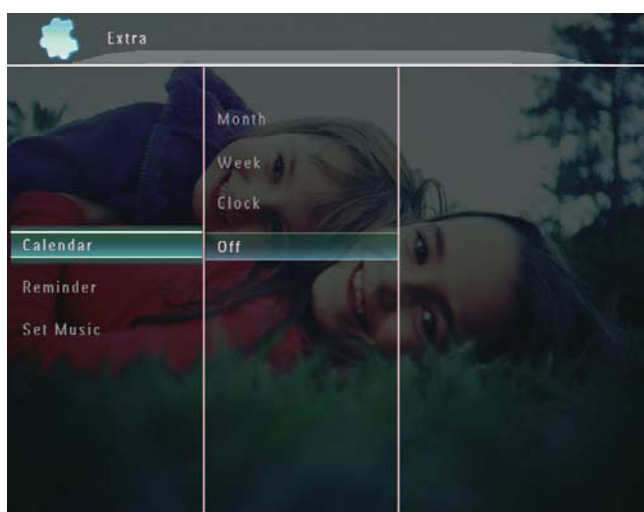 Extra
Month
Week
Clock
Calendar
Off
Reminder
Set Music